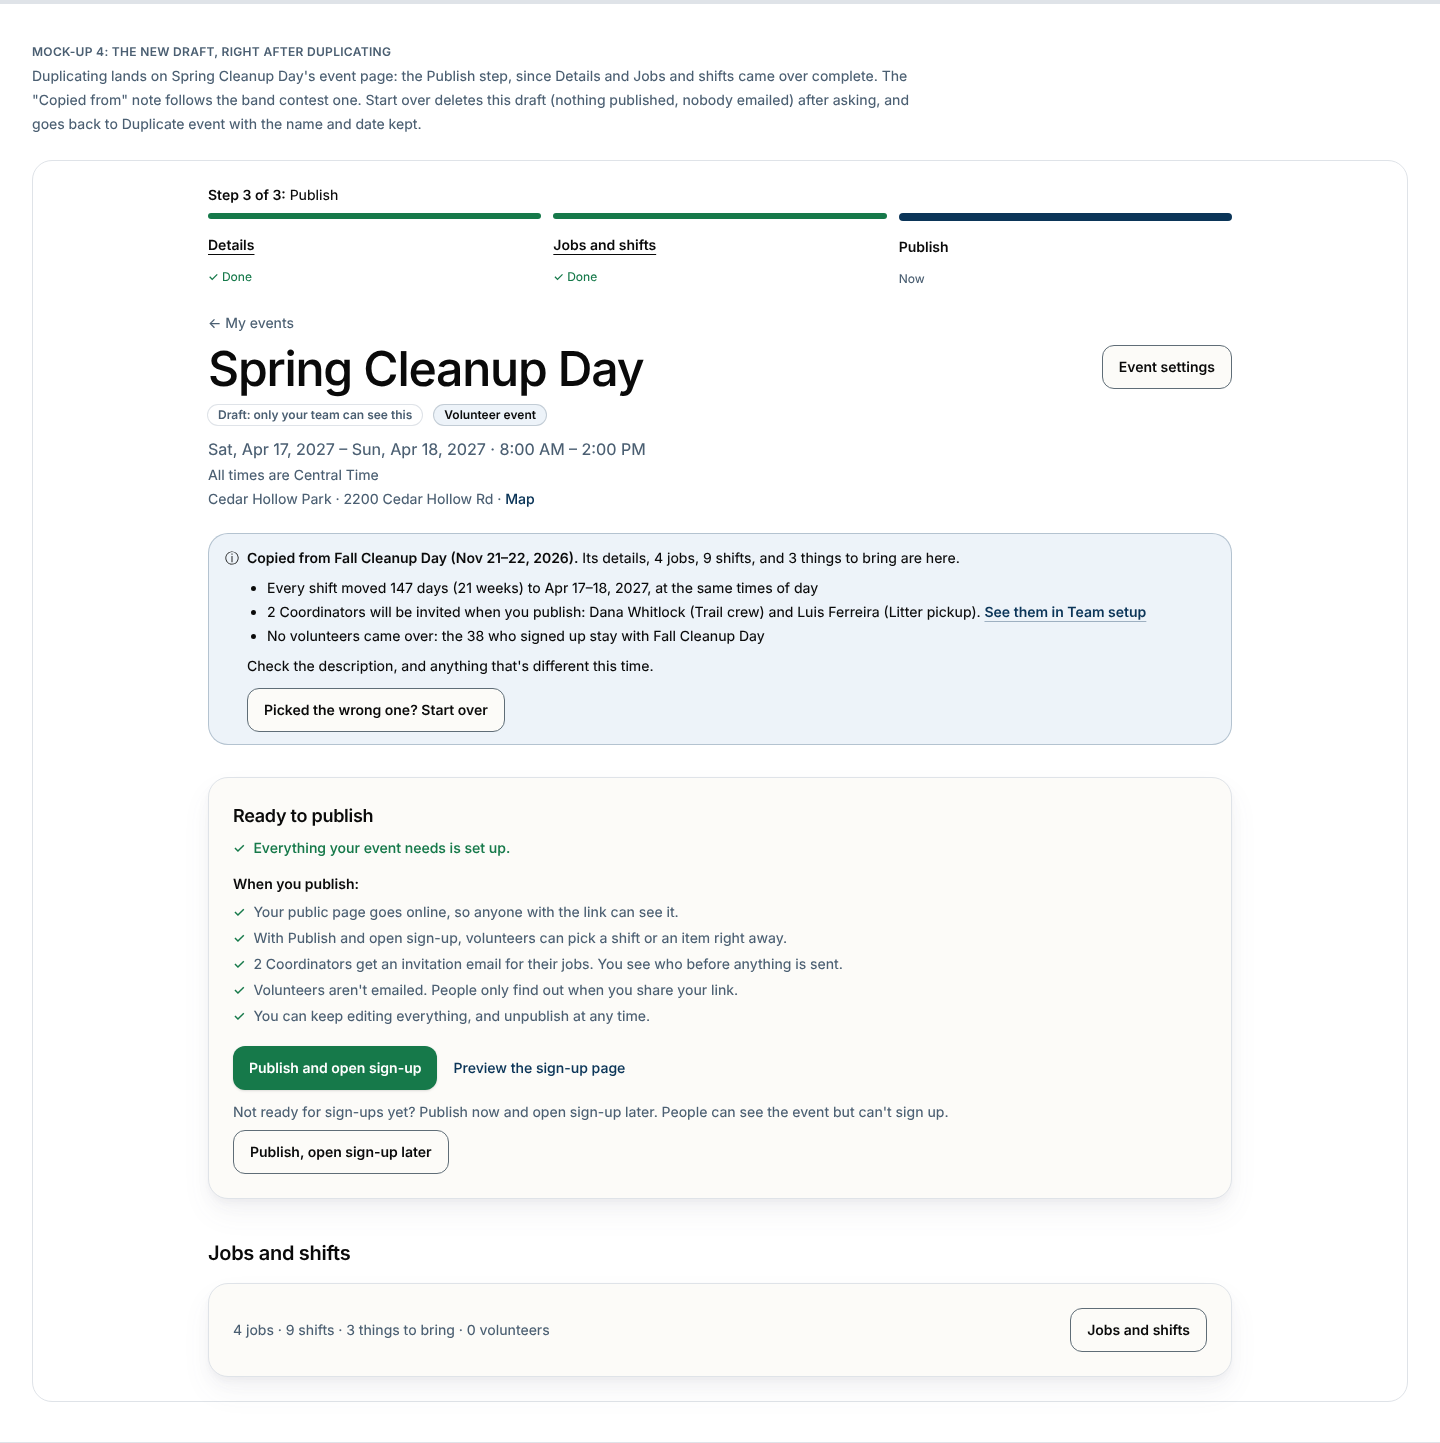 MOCK-UP 4: THE NEW DRAFT, RIGHT AFTER DUPLICATING
Duplicating lands on Spring Cleanup Day's event page: the Publish step, since Details and Jobs and shifts came over complete. The
"Copied from" note follows the band contest one. Start over deletes this draft (nothing published, nobody emailed) after asking, and
goes back to Duplicate event with the name and date kept.
Step 3 of 3: Publish
Details
✓ Done
Jobs and shifts
✓ Done
Publish
Now
← My events
Spring Cleanup Day
Event settings
Draft: only your team can see this
Volunteer event
Sat, Apr 17, 2027 – Sun, Apr 18, 2027 · 8:00 AM – 2:00 PM
All times are Central Time
Cedar Hollow Park · 2200 Cedar Hollow Rd · Map
ⓘ Copied from Fall Cleanup Day (Nov 21–22, 2026). Its details, 4 jobs, 9 shifts, and 3 things to bring are here.
• Every shift moved 147 days (21 weeks) to Apr 17–18, 2027, at the same times of day
• 2 Coordinators will be invited when you publish: Dana Whitlock (Trail crew) and Luis Ferreira (Litter pickup). See them in Team setup
• No volunteers came over: the 38 who signed up stay with Fall Cleanup Day
Check the description, and anything that's different this time.
Picked the wrong one? Start over
Ready to publish
✓ Everything your event needs is set up.
When you publish:
✓ Your public page goes online, so anyone with the link can see it.
✓ With Publish and open sign-up, volunteers can pick a shift or an item right away.
✓ 2 Coordinators get an invitation email for their jobs. You see who before anything is sent.
✓ Volunteers aren't emailed. People only find out when you share your link.
✓ You can keep editing everything, and unpublish at any time.
Publish and open sign-up
Preview the sign-up page
Not ready for sign-ups yet? Publish now and open sign-up later. People can see the event but can't sign up.
Publish, open sign-up later
Jobs and shifts
4 jobs · 9 shifts · 3 things to bring · 0 volunteers
Jobs and shifts